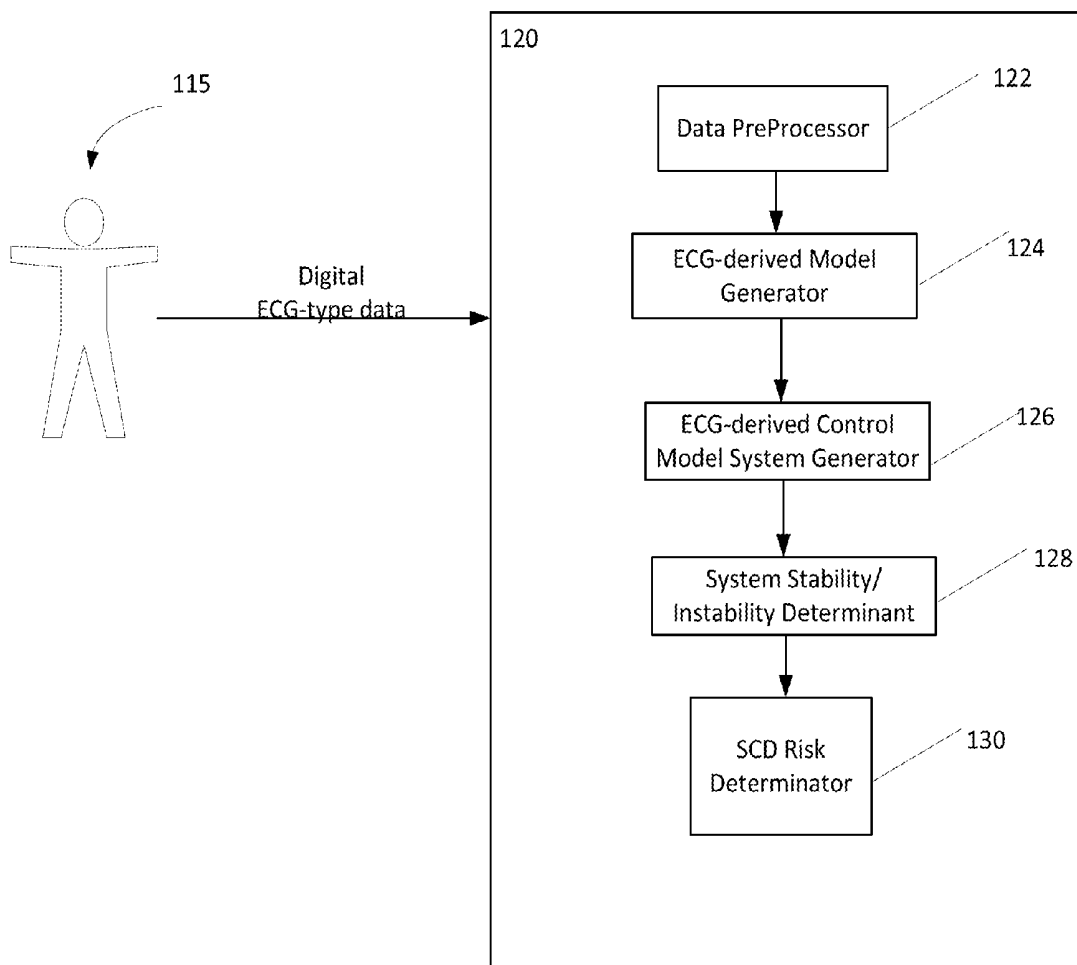 115
Digital
ECG-type data
120
Data PreProcessor
122
ECG-derived Model
Generator
124
ECG-derived Control
Model System Generator
126
System Stability/
Instability Determinant
128
SCD Risk
Determinator
130